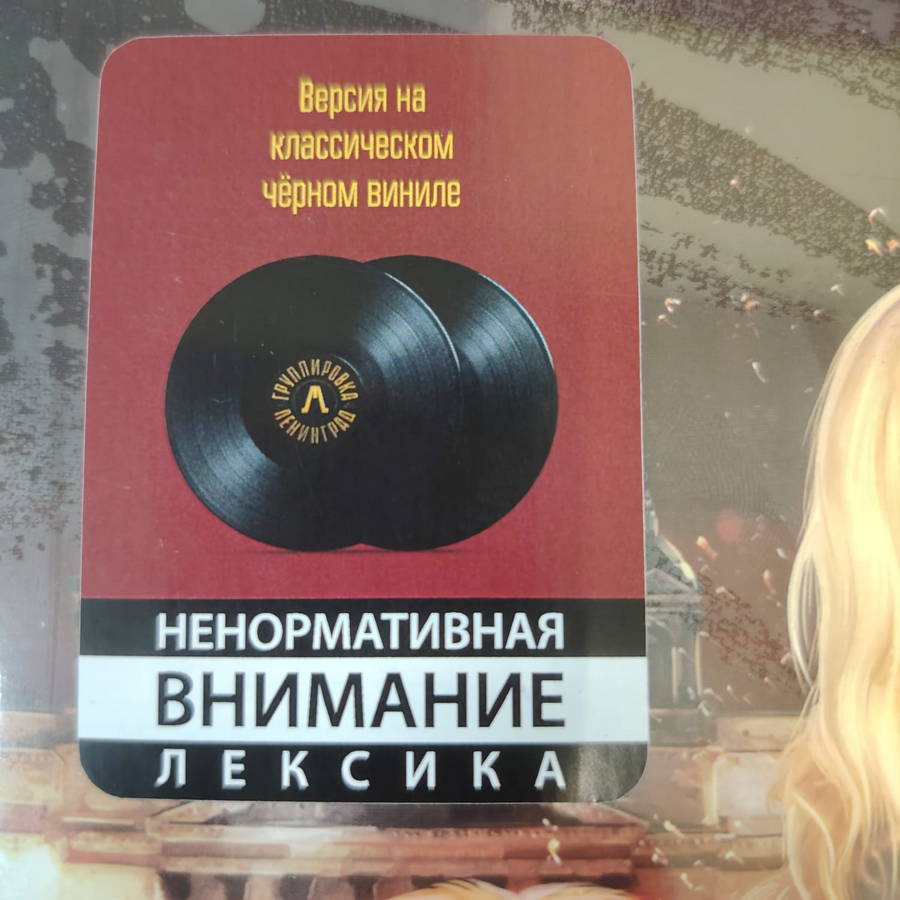 Версия на
классическом
чёрном виниле
ГРУППИРОВКА
Л
ЛЕНИНГРАД
НЕНОРМАТИВНАЯ
ВНИМАНИЕ
ЛЕКСИКА